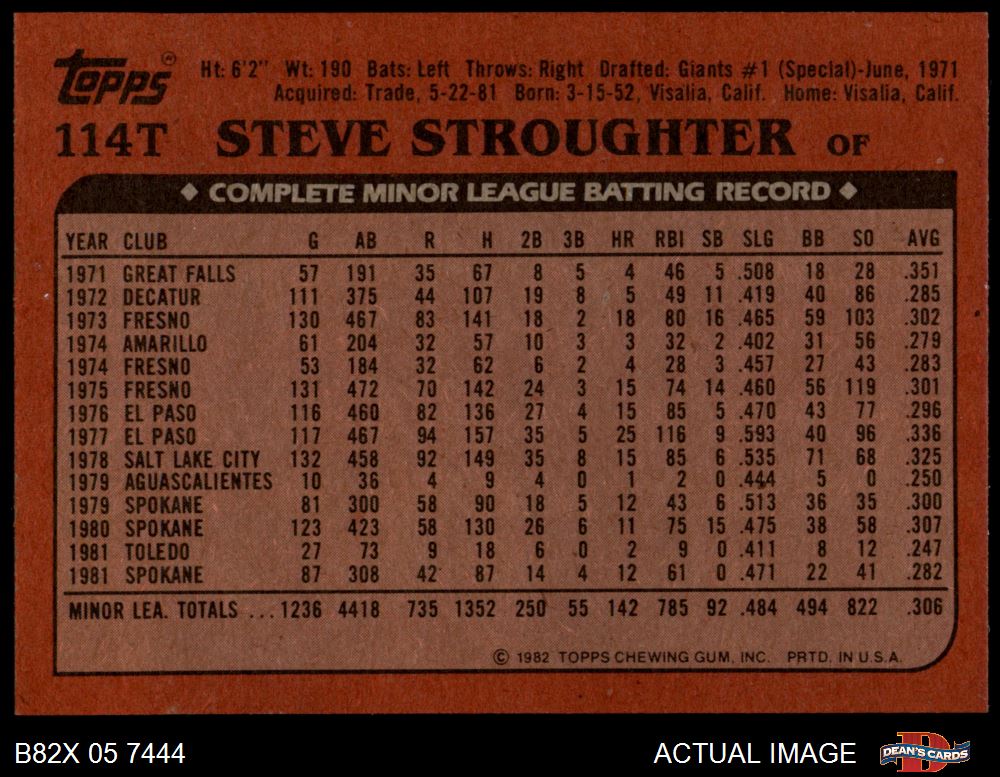 topps® Ht: 6'2" Wt: 190 Bats: Left Throws: Right Drafted: Giants #1 (Special)-June, 1971
Acquired: Trade, 5-22-81 Born: 3-15-52, Visalia, Calif. Home: Visalia, Calif.
114T STEVE STROUGHTER OF
◆ COMPLETE MINOR LEAGUE BATTING RECORD ◆
YEAR CLUB G AB R H 2B 3B HR RBI SB SLG BB SO AVG
1971 GREAT FALLS 57 191 35 67 8 5 4 46 5 .508 18 28 .351
1972 DECATUR 111 375 44 107 19 8 5 49 11 .419 40 86 .285
1973 FRESNO 130 467 83 141 18 2 18 80 16 .465 59 103 .302
1974 AMARILLO 61 204 32 57 10 3 3 32 2 .402 31 56 .279
1974 FRESNO 53 184 32 62 6 2 4 28 3 .457 27 43 .283
1975 FRESNO 131 472 70 142 24 3 15 74 14 .460 56 119 .301
1976 EL PASO 116 460 82 136 27 4 15 85 5 .470 43 77 .296
1977 EL PASO 117 467 94 157 35 5 25 116 9 .593 40 96 .336
1978 SALT LAKE CITY 132 458 92 149 35 8 15 85 6 .535 71 68 .325
1979 AGUASCALIENTES 10 36 4 9 4 0 1 2 0 .444 5 0 .250
1979 SPOKANE 81 300 58 90 18 5 12 43 6 .513 36 35 .300
1980 SPOKANE 123 423 58 130 26 6 11 75 15 .475 38 58 .307
1981 TOLEDO 27 73 9 18 6 0 2 9 0 .411 8 12 .247
1981 SPOKANE 87 308 42 87 14 4 12 61 0 .471 22 41 .282
MINOR LEA. TOTALS ... 1236 4418 735 1352 250 55 142 785 92 .484 494 822 .306
© 1982 TOPPS CHEWING GUM, INC. PRTD. IN U.S.A.
B82X 05 7444 ACTUAL IMAGE DEAN'S CARDS